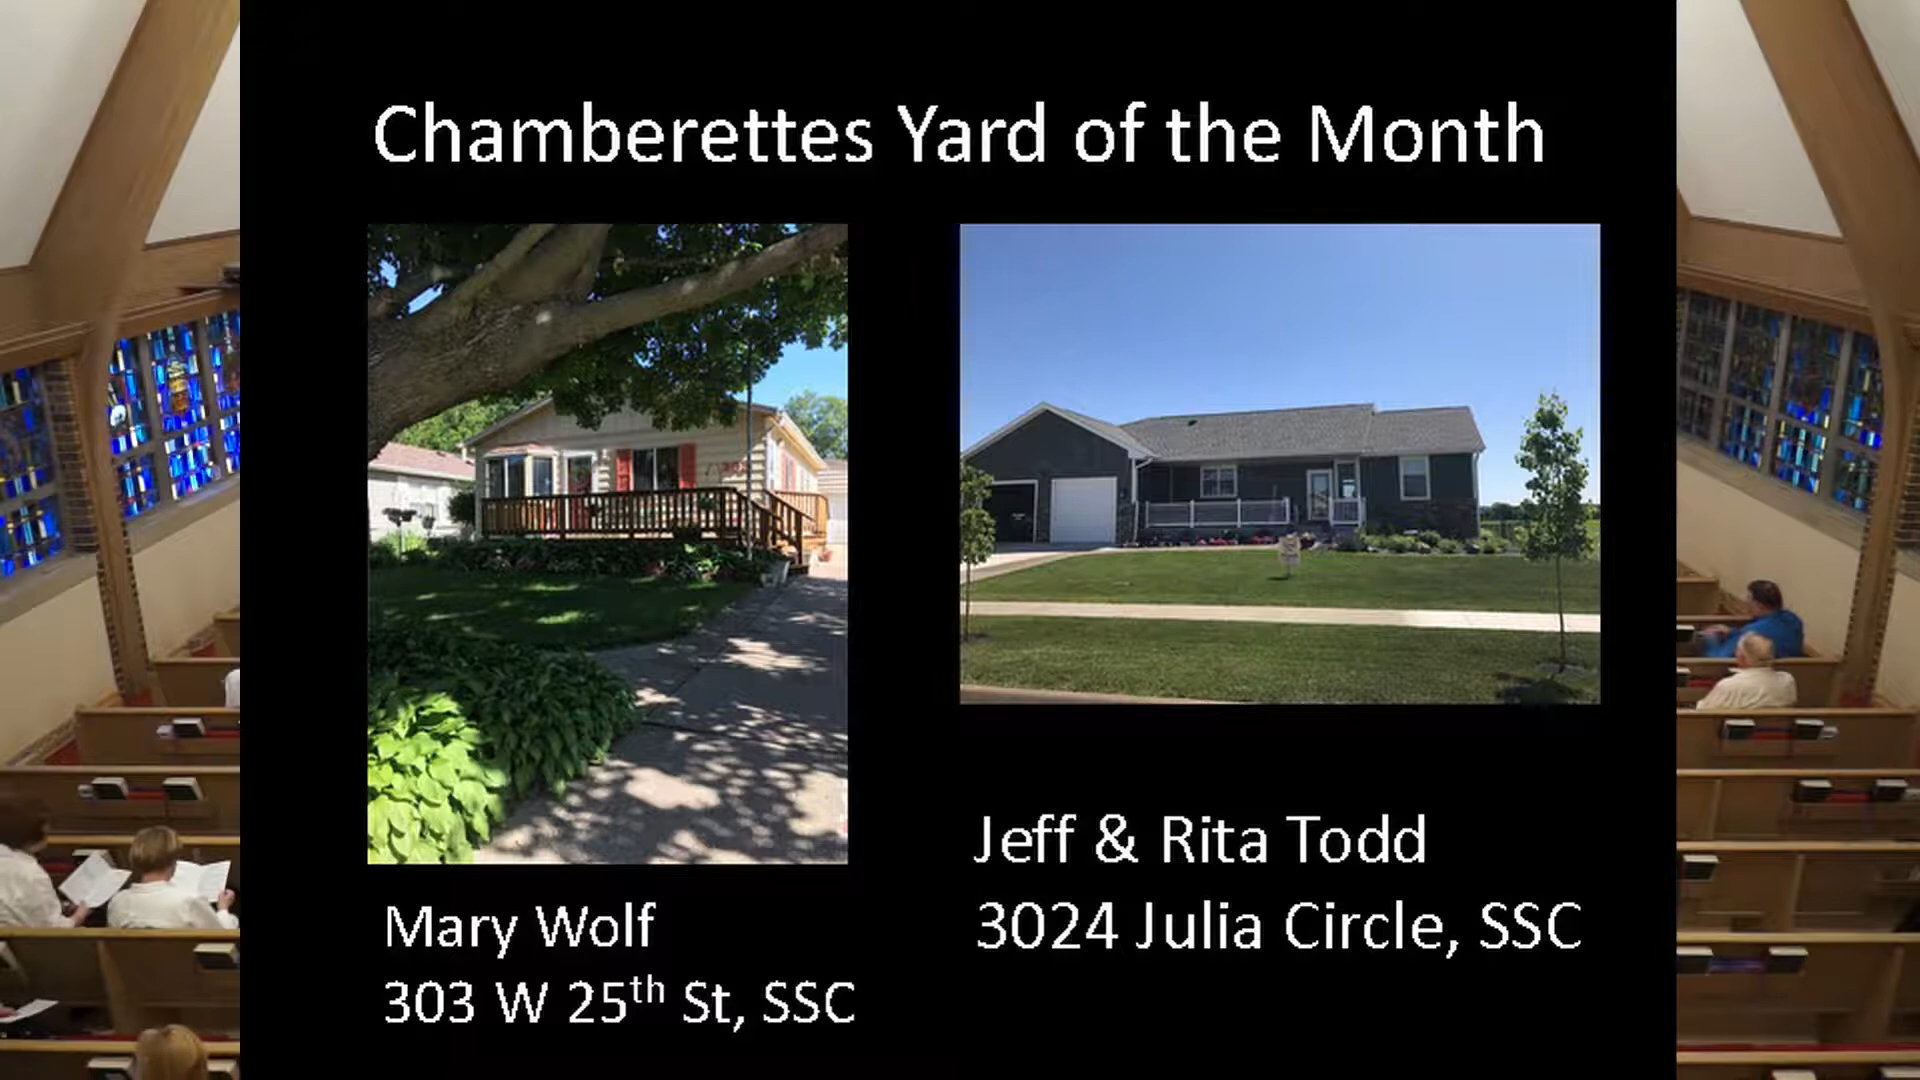 Chamberettes Yard of the Month
Mary Wolf
303 W 25th St, SSC
Jeff & Rita Todd
3024 Julia Circle, SSC